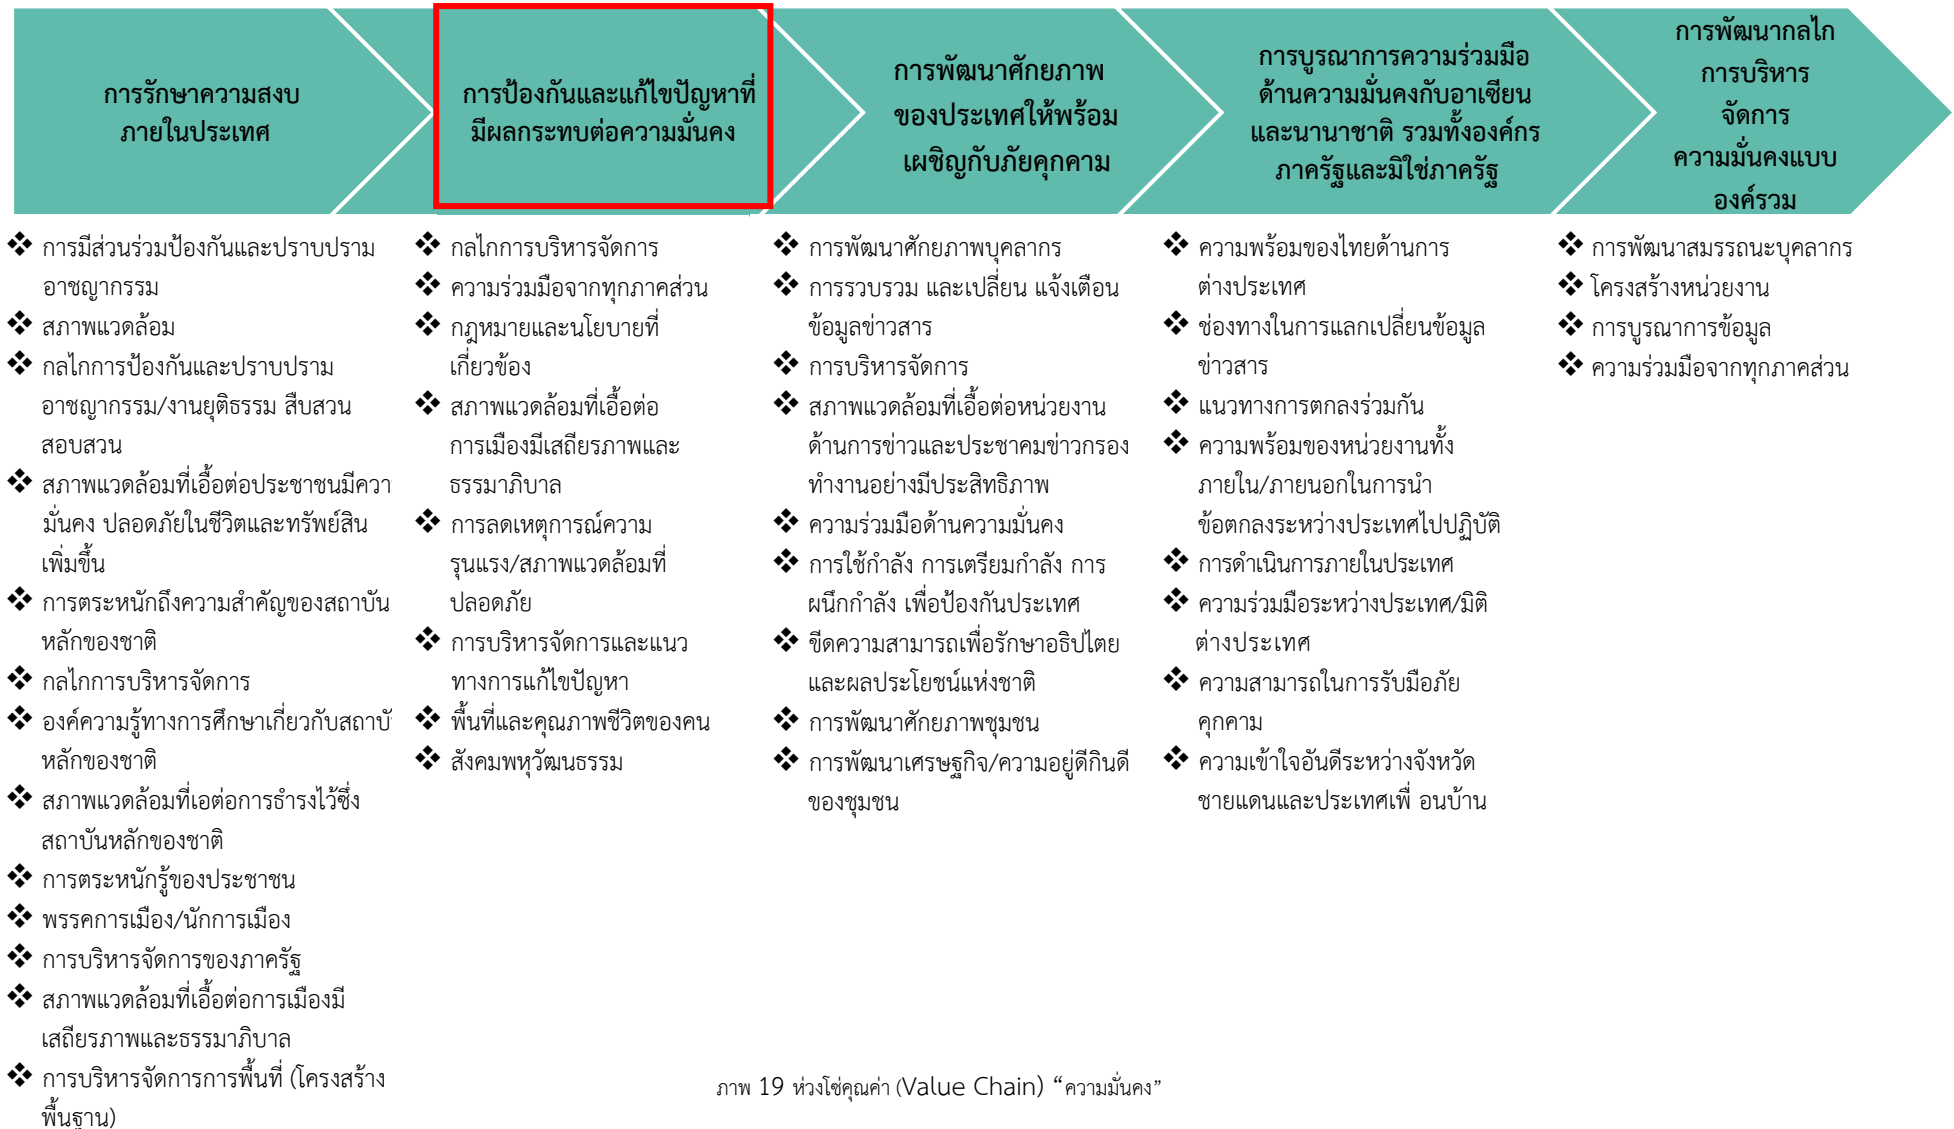 การรักษาความสงบ
ภายในประเทศ
การป้องกันและแก้ไขปัญหาที่
มีผลกระทบต่อความมั่นคง
การพัฒนาศักยภาพ
ของประเทศให้พร้อม
เผชิญกับภัยคุกคาม
การบูรณาการความร่วมมือ
ด้านความมั่นคงกับอาเซียน
และนานาชาติ รวมทั้งองค์กร
ภาครัฐและมิใช่ภาครัฐ
การพัฒนากลไก
การบริหาร
จัดการ
ความมั่นคงแบบ
องค์รวม
❖ การมีส่วนร่วมป้องกันและปราบปราม
อาชญากรรม
❖ สภาพแวดล้อม
❖ กลไกการป้องกันและปราบปราม
อาชญากรรม/งานยุติธรรม สืบสวน
สอบสวน
❖ สภาพแวดล้อมที่เอื้อต่อประชาชนมีควา
มั่นคง ปลอดภัยในชีวิตและทรัพย์สิน
เพิ่มขึ้น
❖ การตระหนักถึงความสำคัญของสถาบัน
หลักของชาติ
❖ กลไกการบริหารจัดการ
❖ องค์ความรู้ทางการศึกษาเกี่ยวกับสถาบั
หลักของชาติ
❖ สภาพแวดล้อมที่เอต่อการธำรงไว้ซึ่ง
สถาบันหลักของชาติ
❖ การตระหนักรู้ของประชาชน
❖ พรรคการเมือง/นักการเมือง
❖ การบริหารจัดการของภาครัฐ
❖ สภาพแวดล้อมที่เอื้อต่อการเมืองมี
เสถียรภาพและธรรมาภิบาล
❖ การบริหารจัดการการพื้นที่ (โครงสร้าง
พื้นฐาน)
❖ กลไกการบริหารจัดการ
❖ ความร่วมมือจากทุกภาคส่วน
❖ กฎหมายและนโยบายที่
เกี่ยวข้อง
❖ สภาพแวดล้อมที่เอื้อต่อ
การเมืองมีเสถียรภาพและ
ธรรมาภิบาล
❖ การลดเหตุการณ์ความ
รุนแรง/สภาพแวดล้อมที่
ปลอดภัย
❖ การบริหารจัดการและแนว
ทางการแก้ไขปัญหา
❖ พื้นที่และคุณภาพชีวิตของคน
❖ สังคมพหุวัฒนธรรม
❖ การพัฒนาศักยภาพบุคลากร
❖ การรวบรวม และเปลี่ยน แจ้งเตือน
ข้อมูลข่าวสาร
❖ การบริหารจัดการ
❖ สภาพแวดล้อมที่เอื้อต่อหน่วยงาน
ด้านการข่าวและประชาคมข่าวกรอง
ทำงานอย่างมีประสิทธิภาพ
❖ ความร่วมมือด้านความมั่นคง
❖ การใช้กำลัง การเตรียมกำลัง การ
ผนึกกำลัง เพื่อป้องกันประเทศ
❖ ขีดความสามารถเพื่อรักษาอธิปไตย
และผลประโยชน์แห่งชาติ
❖ การพัฒนาศักยภาพชุมชน
❖ การพัฒนาเศรษฐกิจ/ความอยู่ดีกินดี
ของชุมชน
❖ ความพร้อมของไทยด้านการ
ต่างประเทศ
❖ ช่องทางในการแลกเปลี่ยนข้อมูล
ข่าวสาร
❖ แนวทางการตกลงร่วมกัน
❖ ความพร้อมของหน่วยงานทั้ง
ภายใน/ภายนอกในการนำ
ข้อตกลงระหว่างประเทศไปปฏิบัติ
❖ การดำเนินการภายในประเทศ
❖ ความร่วมมือระหว่างประเทศ/มิติ
ต่างประเทศ
❖ ความสามารถในการรับมือภัย
คุกคาม
❖ ความเข้าใจอันดีระหว่างจังหวัด
ชายแดนและประเทศเพื่ อนบ้าน
❖ การพัฒนาสมรรถนะบุคลากร
❖ โครงสร้างหน่วยงาน
❖ การบูรณาการข้อมูล
❖ ความร่วมมือจากทุกภาคส่วน
ภาพ 19 ห่วงโซ่คุณค่า (Value Chain) “ความมั่นคง”